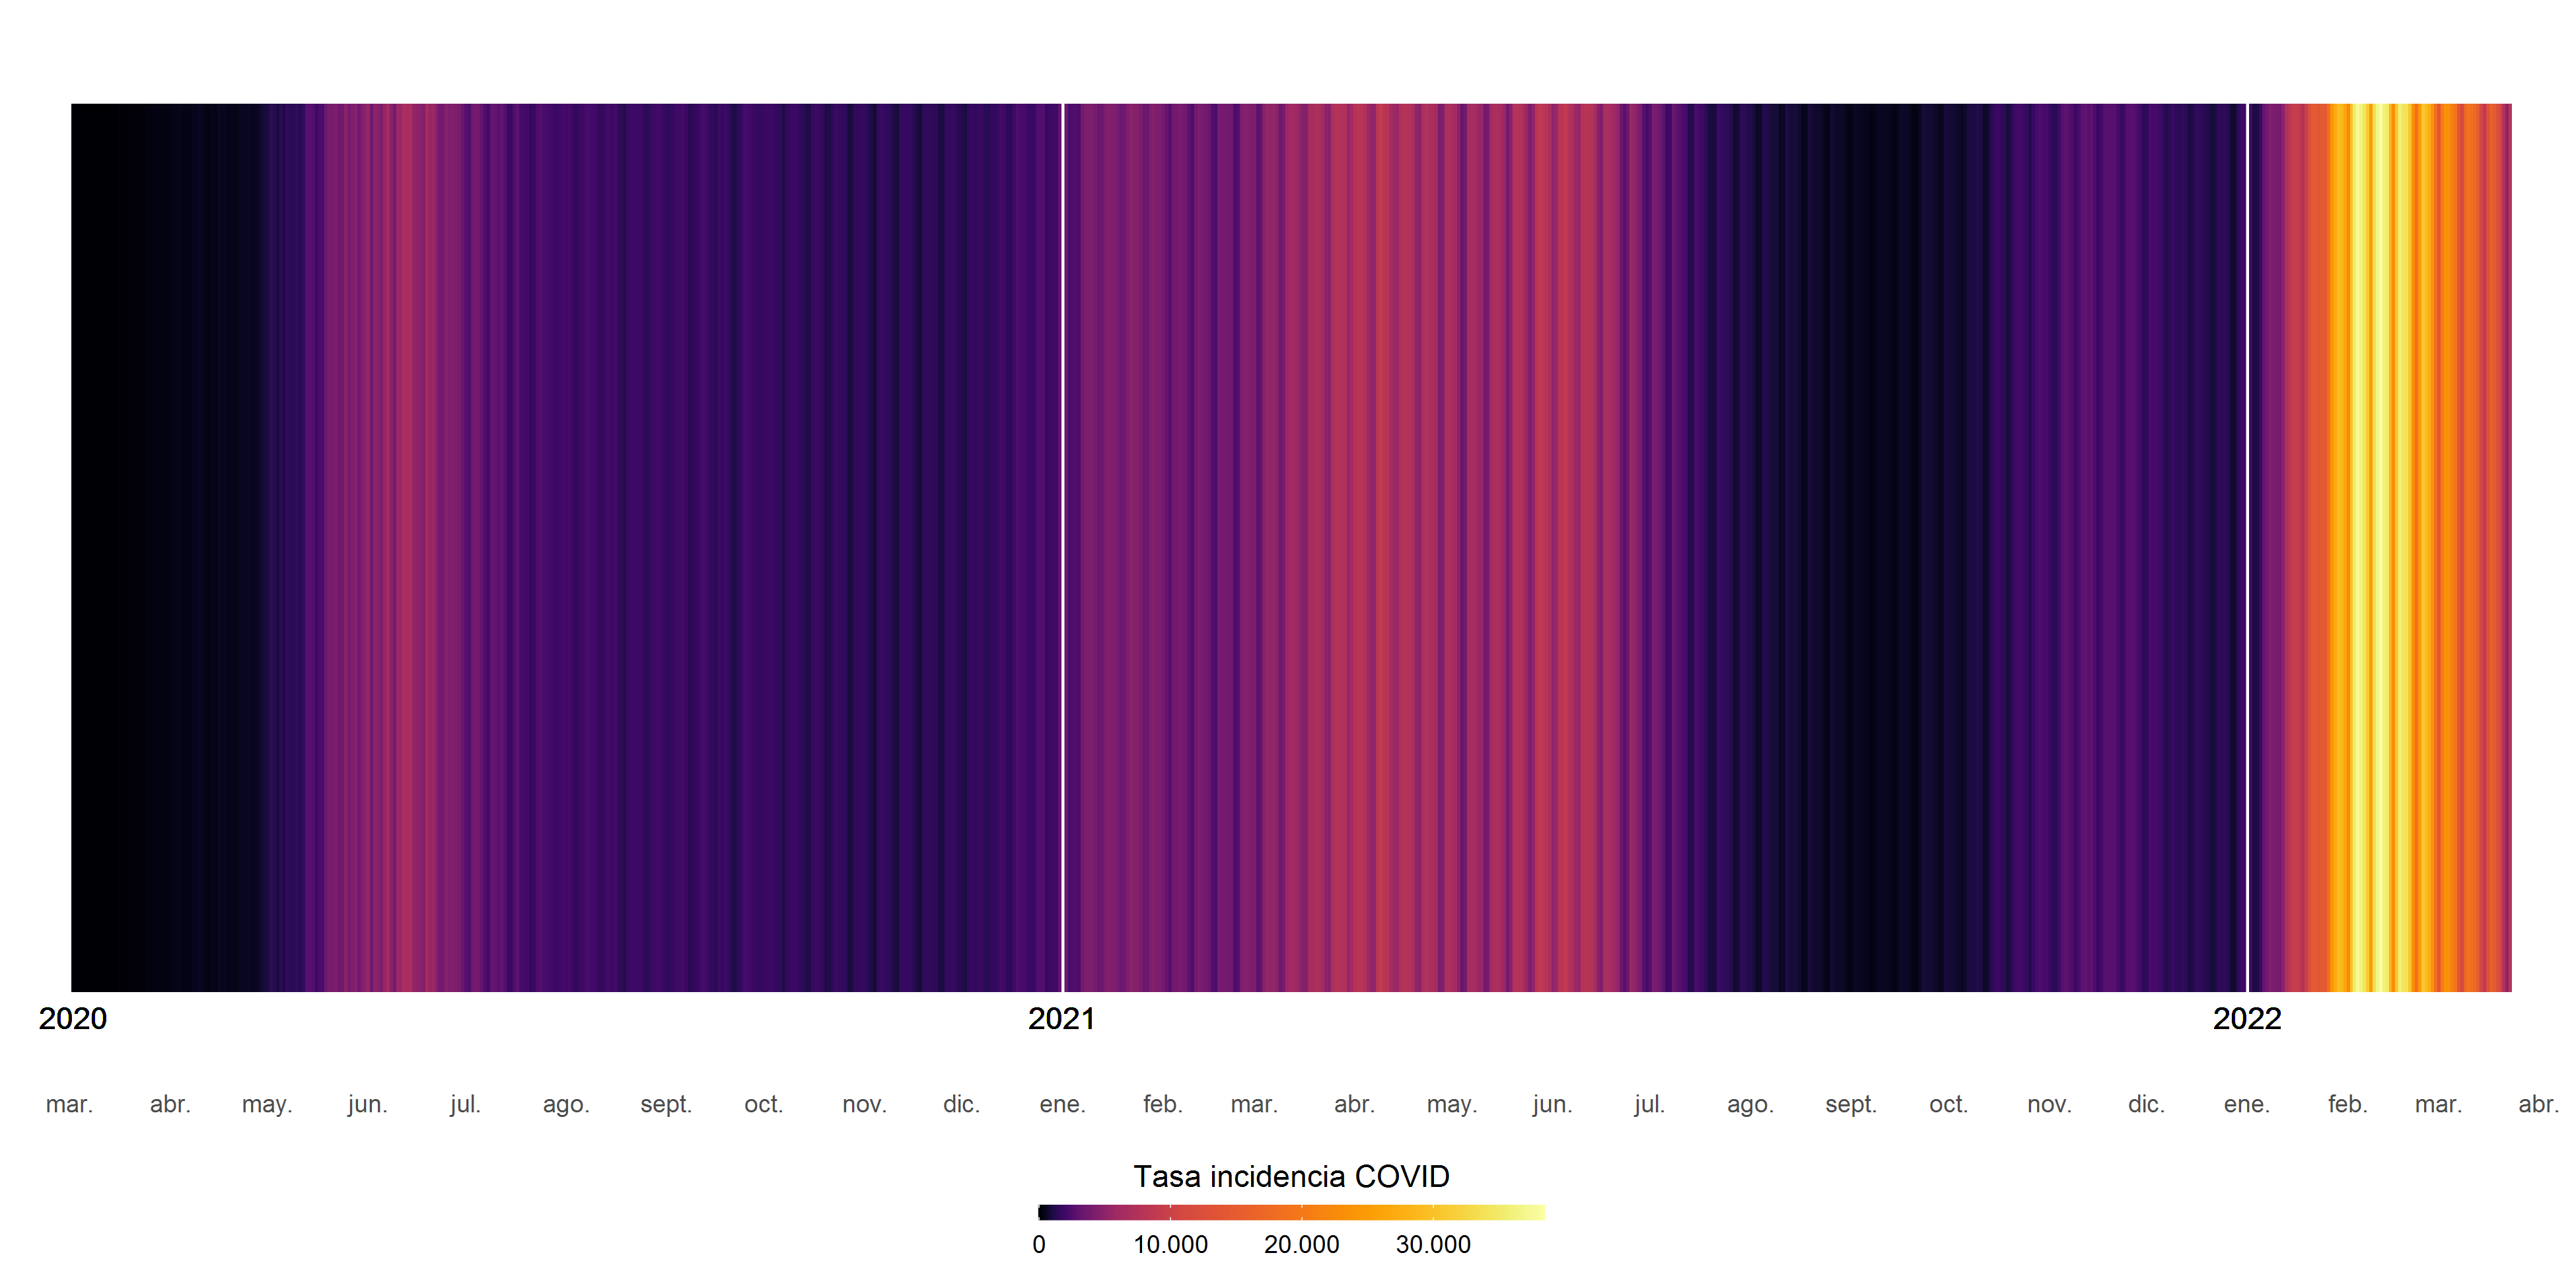 2020 2021 2022
mar. abr. may. jun. jul. ago. sept. oct. nov. dic. ene. feb. mar. abr. may. jun. jul. ago. sept. oct. nov. dic. ene. feb. mar. abr.
Tasa incidencia COVID
0 10.000 20.000 30.000